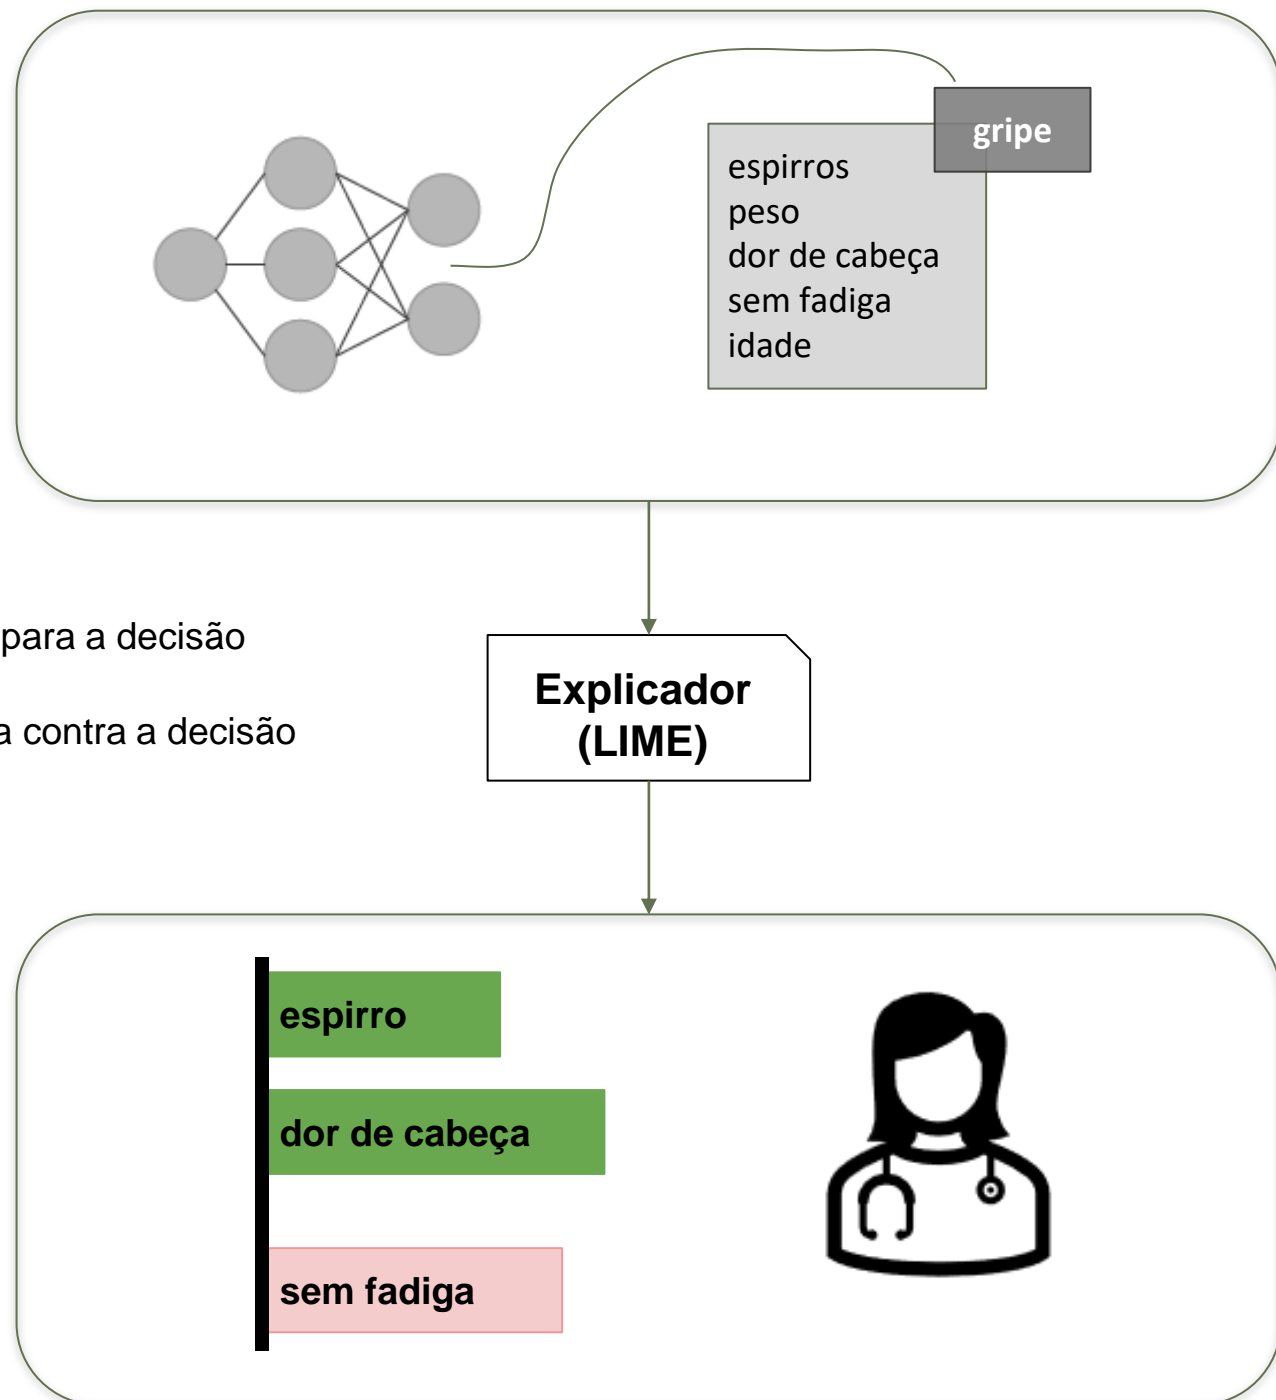 gripe
espirros
peso
dor de cabeça
sem fadiga
idade
para a decisão
a contra a decisão
Explicador
(LIME)
espirro
dor de cabeça
sem fadiga